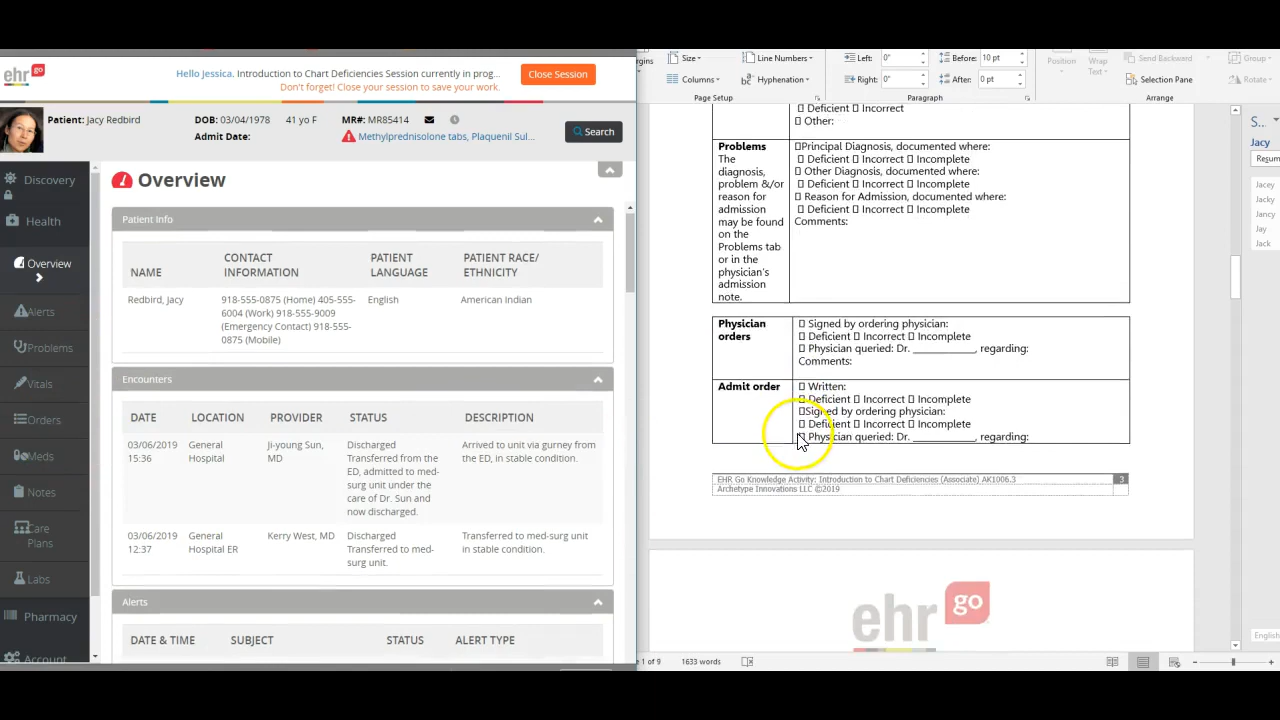 ehr go
Hello Jessica. Introduction to Chart Deficiencies Session currently in prog...
Don't forget! Close your session to save your work.
Close Session
Patient: Jacy Redbird
DOB: 03/04/1978
41 yo F
MR#: MR85414
Admit Date:
Methylprednisolone tabs, Plaquenil Sul...
Search
Discovery
Health
Overview
Alerts
Problems
Vitals
Orders
Meds
Notes
Care
Plans
Labs
Pharmacy
Account
Overview
Patient Info
NAME
CONTACT
INFORMATION
PATIENT
LANGUAGE
PATIENT RACE/
ETHNICITY
Redbird, Jacy
918-555-0875 (Home) 405-555-
6004 (Work) 918-555-9009
(Emergency Contact) 918-555-
0875 (Mobile)
English
American Indian
Encounters
DATE LOCATION PROVIDER STATUS DESCRIPTION
03/06/2019
15:36
General
Hospital
Ji-young Sun,
MD
Discharged
Transferred from the
ED, admitted to med-
surg unit under the
care of Dr. Sun and
now discharged.
Arrived to unit via gurney from
the ED, in stable condition.
03/06/2019
12:37
General
Hospital ER
Kerry West, MD
Discharged
Transferred to med-
surg unit.
Transferred to med-surg unit
in stable condition.
Alerts
DATE & TIME SUBJECT STATUS ALERT TYPE
Size
Columns
Line Numbers
Hyphenation
Page Setup
Left: 0"
Right: 0"
Before: 10 pt
After: 0 pt
Paragraph
Position
Wrap
Text
Send Backward
Selection Pane
Group
Rotate
Arrange
Deficient Incorrect
Other:
Problems
The
diagnosis,
problem &/or
reason for
admission
may be found
on the
Problems tab
or in the
physician's
admission
note.
Principal Diagnosis, documented where:
Deficient Incorrect Incomplete
Other Diagnosis, documented where:
Deficient Incorrect Incomplete
Reason for Admission, documented where:
Deficient Incorrect Incomplete
Comments:
Physician
orders
Signed by ordering physician:
Deficient Incorrect Incomplete
Physician queried: Dr. ____________, regarding:
Comments:
Admit order
Written:
Deficient Incorrect Incomplete
Signed by ordering physician:
Deficient Incorrect Incomplete
Physician queried: Dr. ____________, regarding:
EHR Go Knowledge Activity: Introduction to Chart Deficiencies (Associate) AK1006.3
3
Archetype Innovations LLC ©2019
ehr go
S...
Jacy
Resum
Jacey
Jacky
Jancy
Jay
Jack
English
1 of 9
1633 words